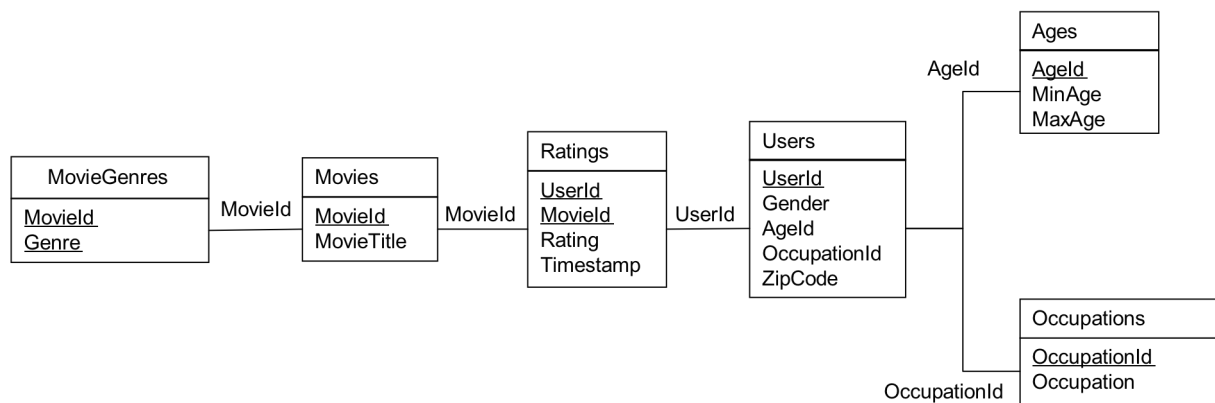 MovieGenres
MovieId
Genre
MovieId
Movies
MovieId
MovieTitle
MovieId
Ratings
UserId
MovieId
Rating
Timestamp
UserId
Users
UserId
Gender
AgeId
OccupationId
ZipCode
AgeId
Ages
AgeId
MinAge
MaxAge
OccupationId
Occupations
OccupationId
Occupation